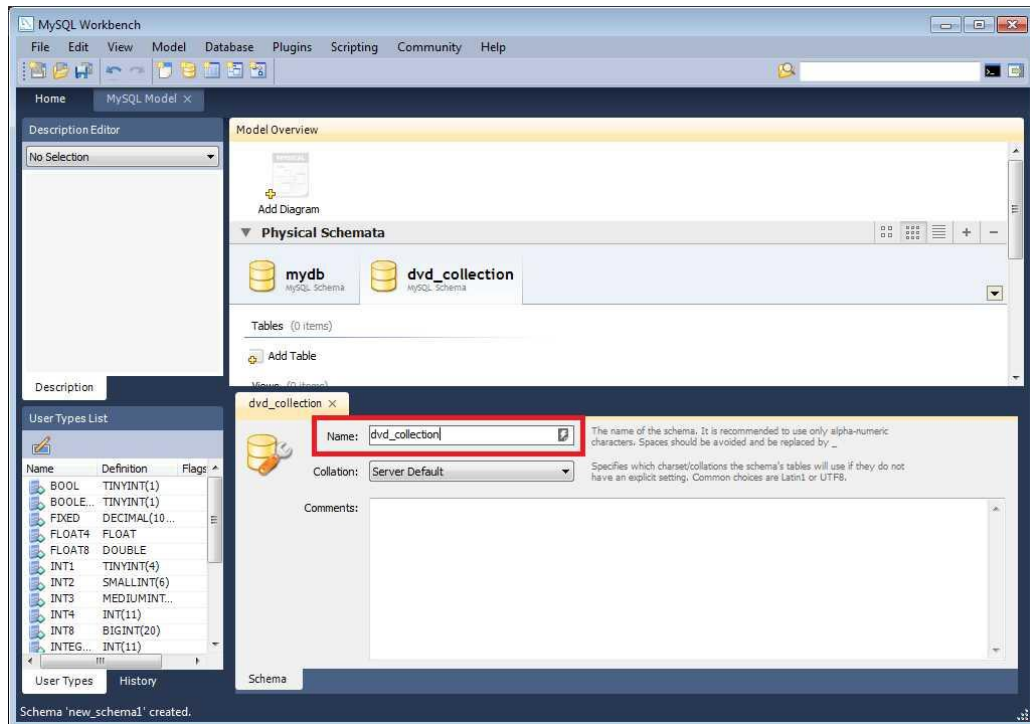 MySQL Workbench
File Edit View Model Database Plugins Scripting Community Help
Home MySQL Model
Description Editor
No Selection
Description
Model Overview
Add Diagram
Physical Schemata
mydb
MySQL Schema
dvd_collection
MySQL Schema
Tables (0 items)
Add Table
Views (0 items)
User Types List
Name Definition Flags
BOOL TINYINT(1)
BOOLE... TINYINT(1)
FIXED DECIMAL(10...
FLOAT4 FLOAT
FLOAT8 DOUBLE
INT1 TINYINT(4)
INT2 SMALLINT(6)
INT3 MEDIUMINT...
INT4 INT(11)
INT8 BIGINT(20)
INTEG... INT(11)
User Types History
dvd_collection
Name: dvd_collection
The name of the schema. It is recommended to use only alpha-numeric
characters. Spaces should be avoided and be replaced by _
Collation: Server Default
Specifies which charset/collations the schema's tables will use if they do not
have an explicit setting. Common choices are Latin1 or UTF8.
Comments:
Schema
Schema 'new_schema1' created.